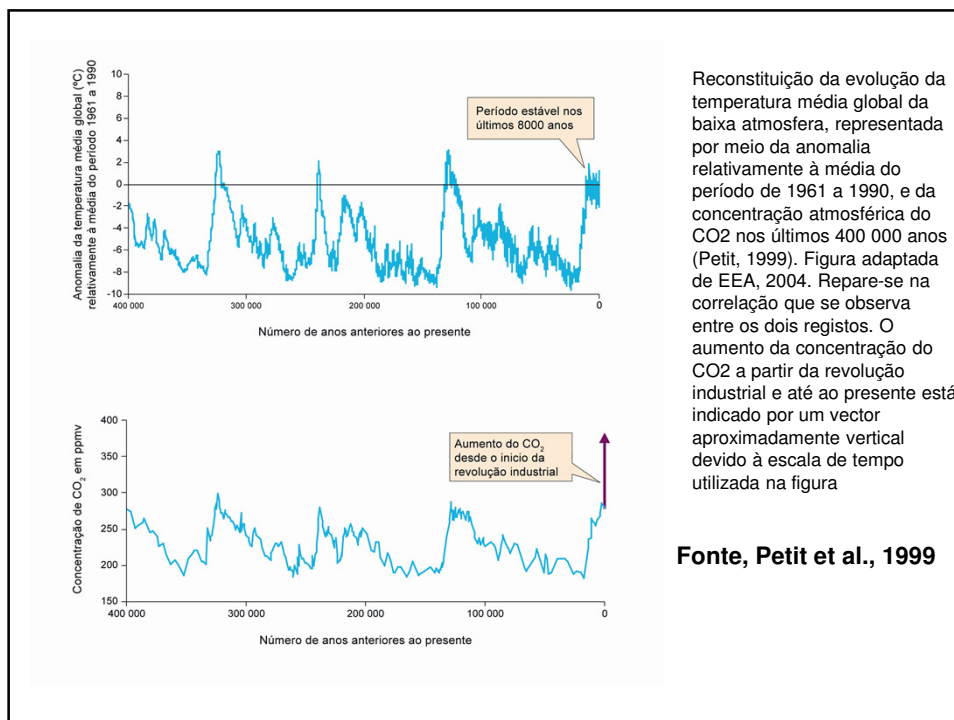 Anomalia da temperatura média global (ºC)
relativamente à média do período 1961 a 1990
10
8
6
4
2
0
-2
-4
-6
-8
-10
400 000
300 000
200 000
100 000
0
Número de anos anteriores ao presente
Período estável nos
últimos 8000 anos
Concentração de CO2 em ppmv
400
350
300
250
200
150
400 000
300 000
200 000
100 000
0
Número de anos anteriores ao presente
Aumento do CO2
desde o inicio da
revolução industrial
Reconstituição da evolução da
temperatura média global da
baixa atmosfera, representada
por meio da anomalia
relativamente à média do
período de 1961 a 1990, e da
concentração atmosférica do
CO2 nos últimos 400 000 anos
(Petit, 1999). Figura adaptada
de EEA, 2004. Repare-se na
correlação que se observa
entre os dois registos. O
aumento da concentração do
CO2 a partir da revolução
industrial e até ao presente está
indicado por um vector
aproximadamente vertical
devido à escala de tempo
utilizada na figura
Fonte, Petit et al., 1999